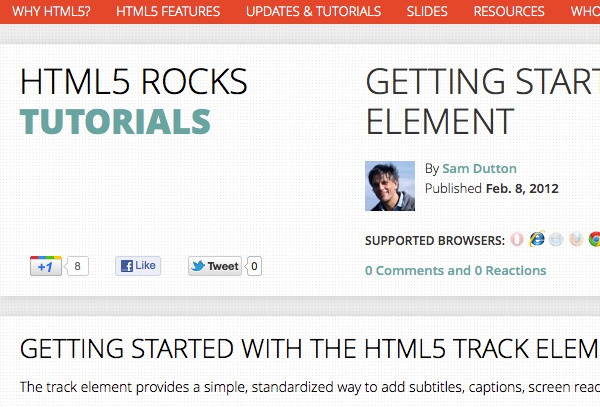 WHY HTML5? HTML5 FEATURES UPDATES & TUTORIALS SLIDES RESOURCES WHO
HTML5 ROCKS
TUTORIALS
GETTING START
ELEMENT
By Sam Dutton
Published Feb. 8, 2012
SUPPORTED BROWSERS:
0 Comments and 0 Reactions
+1 8 Like Tweet 0
GETTING STARTED WITH THE HTML5 TRACK ELEM
The track element provides a simple, standardized way to add subtitles, captions, screen reac